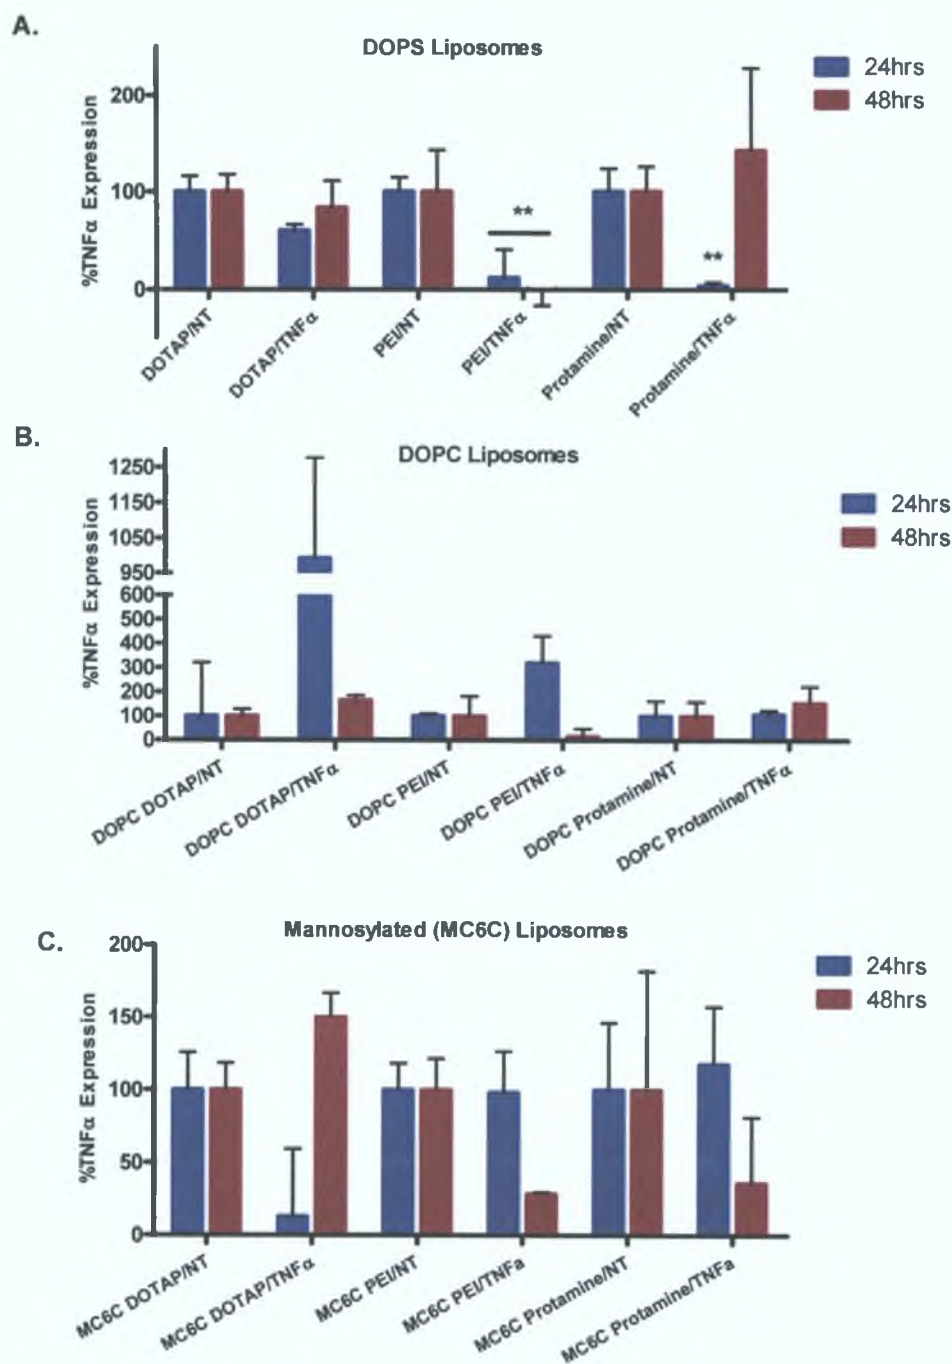 A.
DOPS Liposomes
24hrs
48hrs
%TNFα Expression
200
100
0
**
**
DOTAP/NT
DOTAP/TNFα
PEI/NT
PEI/TNFα
Protamine/NT
Protamine/TNFα
B.
DOPC Liposomes
24hrs
48hrs
%TNFα Expression
1250
1150
1050
950
600
500
400
300
200
100
0
DOPC DOTAP/NT
DOPC DOTAP/TNFα
DOPC PEI/NT
DOPC PEI/TNFα
DOPC Protamine/NT
DOPC Protamine/TNFα
C.
Mannosylated (MC6C) Liposomes
24hrs
48hrs
%TNFα Expression
200
150
100
50
0
MC6C DOTAP/NT
MC6C DOTAP/TNFα
MC6C PEI/NT
MC6C PEI/TNFa
MC6C Protamine/NT
MC6C Protamine/TNFa